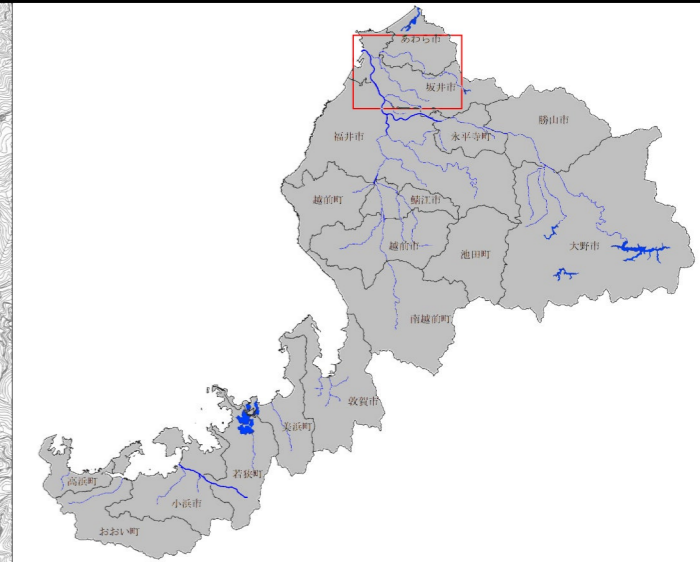 あわら市
坂井市
勝山市
福井市
永平寺町
越前町
鯖江市
越前市
池田町
大野市
南越前町
敦賀市
美浜町
若狭町
高浜町
小浜市
おおい町